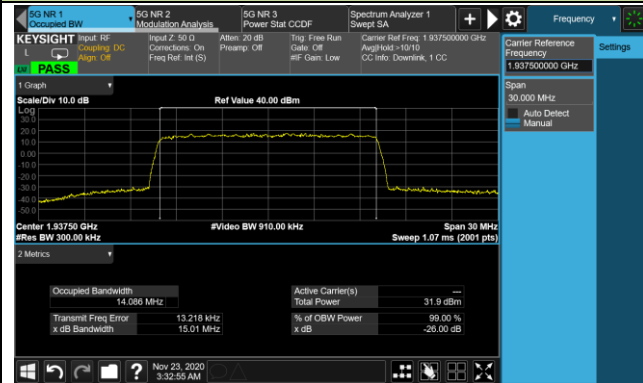 5G NR 1
Occupied BW
5G NR 2
Modulation Analysis
5G NR 3
Power Stat CCDF
Spectrum Analyzer 1
Swept SA
Frequency
KEYSIGHT
L
PASS
Input: RF
Coupling: DC
Align: Off
Input Z: 50 Ω
Corrections: On
Freq Ref: Int (S)
Atten: 20 dB
Preamp: Off
Trig: Free Run
Gate: Off
#IF Gain: Low
Carrier Ref Freq: 1.937500000 GHz
Avg|Hold:>10/10
CC Info: Downlink, 1 CC
Carrier Reference
Frequency
1.937500000 GHz
Settings
Span
30.000 MHz
Auto Detect
Manual
1 Graph
Scale/Div 10.0 dB
Ref Value 40.00 dBm
Log
30.0
20.0
10.0
0.00
-10.0
-20.0
-30.0
-40.0
-50.0
Center 1.93750 GHz
#Video BW 910.00 kHz
Span 30 MHz
#Res BW 300.00 kHz
Sweep 1.07 ms (2001 pts)
2 Metrics
Occupied Bandwidth
14.086 MHz
Active Carrier(s)
---
Total Power
31.9 dBm
Transmit Freq Error
13.218 kHz
% of OBW Power
99.00 %
x dB Bandwidth
15.01 MHz
x dB
-26.00 dB
?
Nov 23, 2020
3:32:55 AM